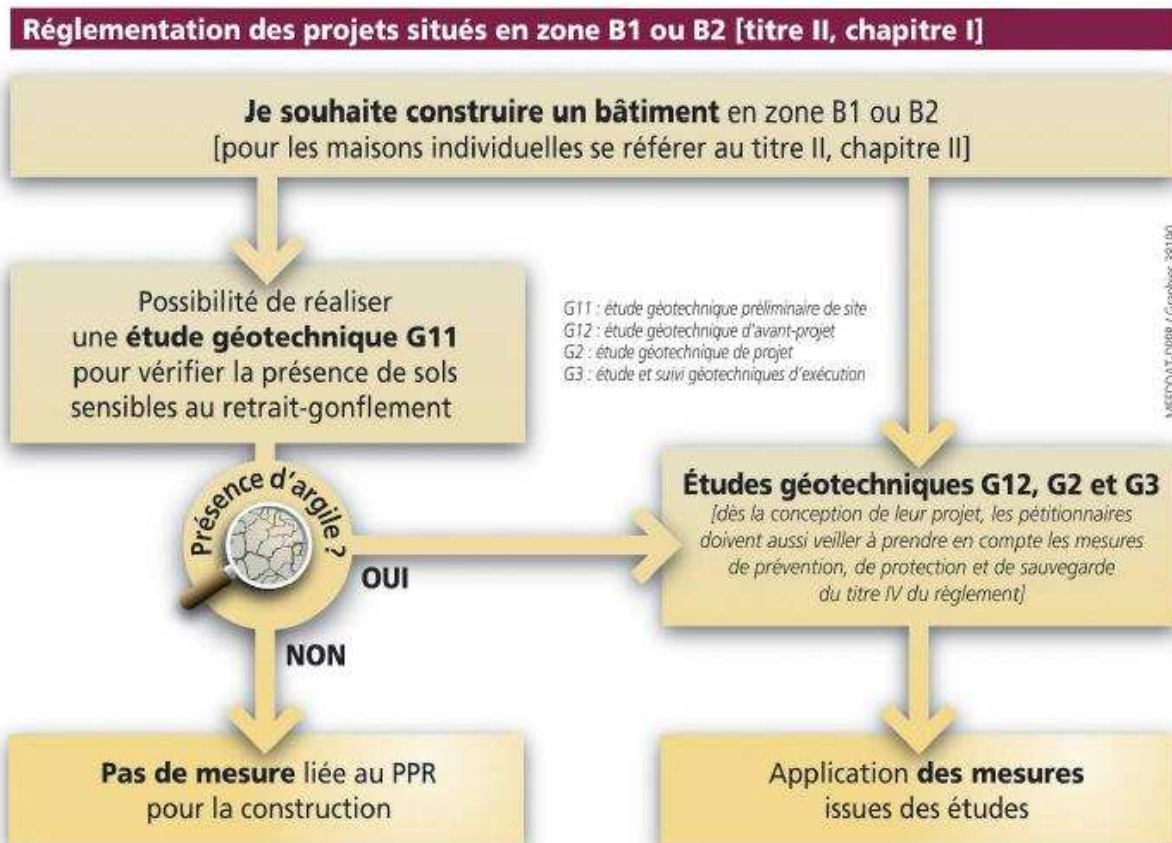 Réglementation des projets situés en zone B1 ou B2 [titre II, chapitre I]
Je souhaite construire un bâtiment en zone B1 ou B2
[pour les maisons individuelles se référer au titre II, chapitre II]
Possibilité de réaliser
une étude géotechnique G11
pour vérifier la présence de sols
sensibles au retrait-gonflement
G11 : étude géotechnique préliminaire de site
G12 : étude géotechnique d'avant-projet
G2 : étude géotechnique de projet
G3 : étude et suivi géotechniques d'exécution
Présence d'argile ?
OUI
NON
Études géotechniques G12, G2 et G3
[dès la conception de leur projet, les pétitionnaires
doivent aussi veiller à prendre en compte les mesures
de prévention, de protection et de sauvegarde
du titre IV du règlement]
Pas de mesure liée au PPR
pour la construction
Application des mesures
issues des études